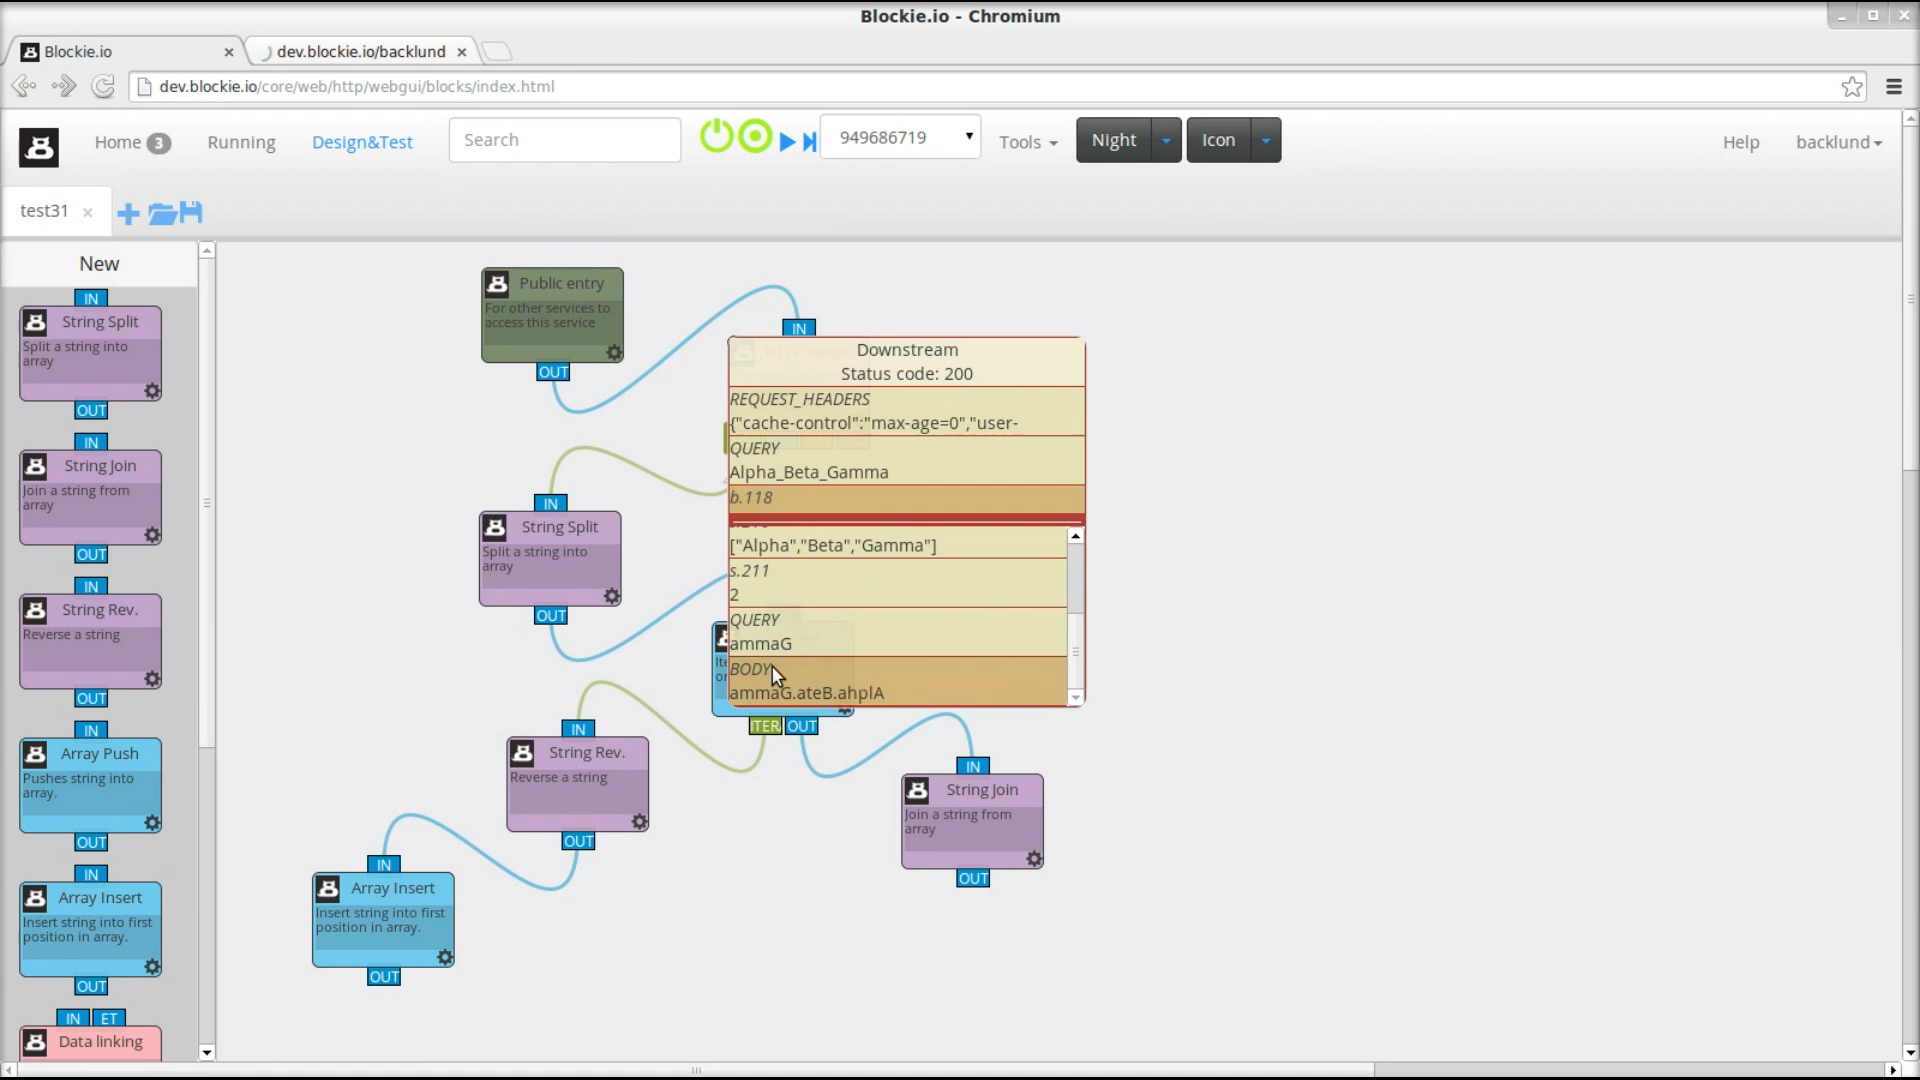 Blockie.io - Chromium
Blockie.io
dev.blockie.io/backlund
dev.blockie.io/core/web/http/webgui/blocks/index.html
Home 3
Running
Design&Test
Search
949686719
Tools
Night
Icon
Help
backlund
test31
New
IN
String Split
Split a string into
array
OUT
IN
String Join
Join a string from
array
OUT
IN
String Rev.
Reverse a string
OUT
IN
Array Push
Pushes string into
array.
OUT
IN
Array Insert
Insert string into first
position in array.
OUT
IN ET
Data linking
Public entry
For other services to
access this service
OUT
IN
Downstream
Status code: 200
REQUEST_HEADERS
{"cache-control":"max-age=0","user-
QUERY
Alpha_Beta_Gamma
b.118
["Alpha","Beta","Gamma"]
s.211
2
QUERY
ammaG
BODY
ammaG.ateB.ahplA
IN
String Split
Split a string into
array
OUT
ITER OUT
IN
String Rev.
Reverse a string
OUT
IN
String Join
Join a string from
array
OUT
IN
Array Insert
Insert string into first
position in array.
OUT